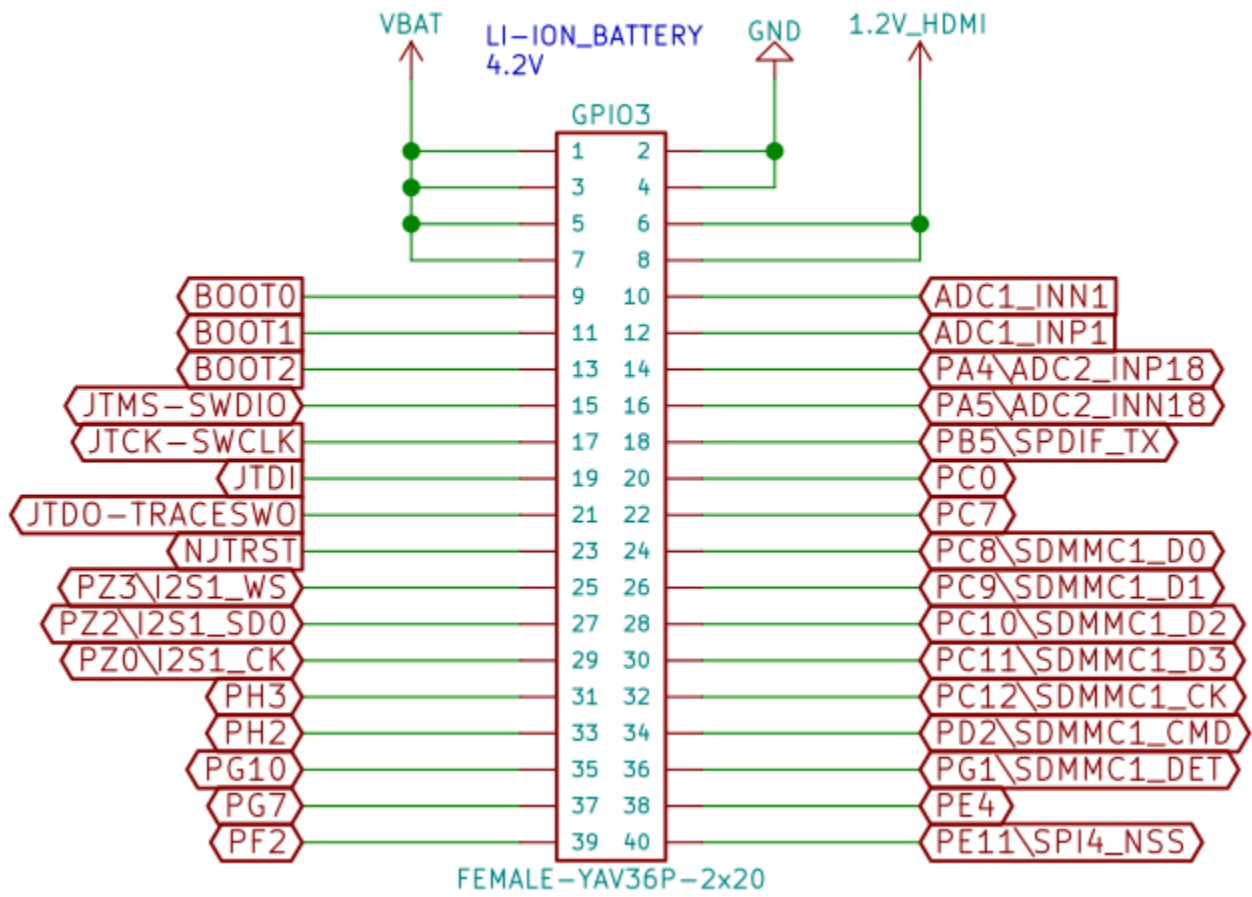 VBAT
LI-ION_BATTERY
4.2V
GND
1.2V_HDMI
GPIO3
1 2
3 4
5 6
7 8
BOOT0 9 10 ADC1_INN1
BOOT1 11 12 ADC1_INP1
BOOT2 13 14 PA4\ADC2_INP18
JTMS-SWDIO 15 16 PA5\ADC2_INN18
JTCK-SWCLK 17 18 PB5\SPDIF_TX
JTDI 19 20 PC0
JTDO-TRACESWO 21 22 PC7
NJTRST 23 24 PC8\SDMMC1_D0
PZ3\I2S1_WS 25 26 PC9\SDMMC1_D1
PZ2\I2S1_SDO 27 28 PC10\SDMMC1_D2
PZ0\I2S1_CK 29 30 PC11\SDMMC1_D3
PH3 31 32 PC12\SDMMC1_CK
PH2 33 34 PD2\SDMMC1_CMD
PG10 35 36 PG1\SDMMC1_DET
PG7 37 38 PE4
PF2 39 40 PE11\SPI4_NSS
FEMALE-YAV36P-2x20